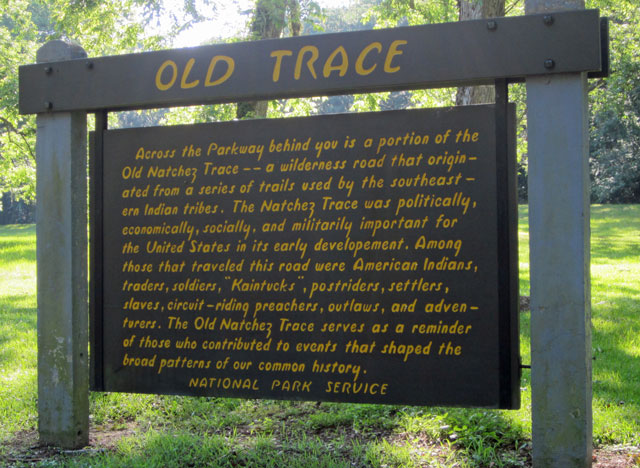 OLD TRACE
Across the Parkway behind you is a portion of the
Old Natchez Trace -- a wilderness road that origin-
ated from a series of trails used by the southeast-
ern Indian tribes. The Natchez Trace was politically,
economically, socially, and militarily important for
the United States in its early developement. Among
those that traveled this road were American Indians,
traders, soldiers, "Kaintucks", postriders, settlers,
slaves, circuit-riding preachers, outlaws, and adven-
turers. The Old Natchez Trace serves as a reminder
of those who contributed to events that shaped the
broad patterns of our common history.
NATIONAL PARK SERVICE